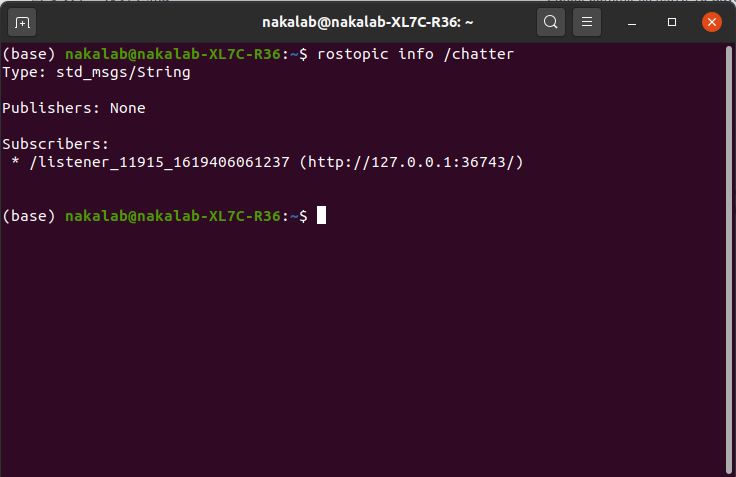 nakalab@nakalab-XL7C-R36: ~
(base) nakalab@nakalab-XL7C-R36:~$ rostopic info /chatter
Type: std_msgs/String
Publishers: None
Subscribers:
* /listener_11915_1619406061237 (http://127.0.0.1:36743/)
(base) nakalab@nakalab-XL7C-R36:~$